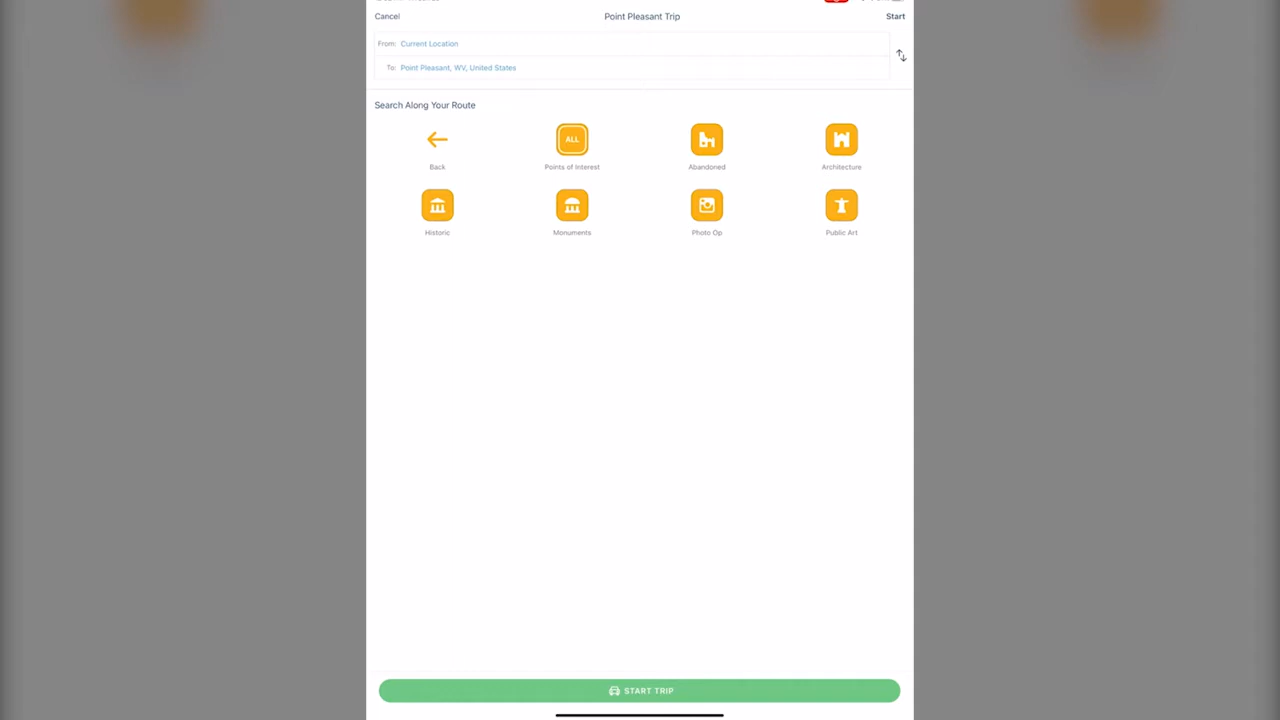 Cancel Point Pleasant Trip Start
From: Current Location
To: Point Pleasant, WV, United States
Search Along Your Route
ALL
Back Points of Interest Abandoned Architecture
Historic Monuments Photo Op Public Art
START TRIP